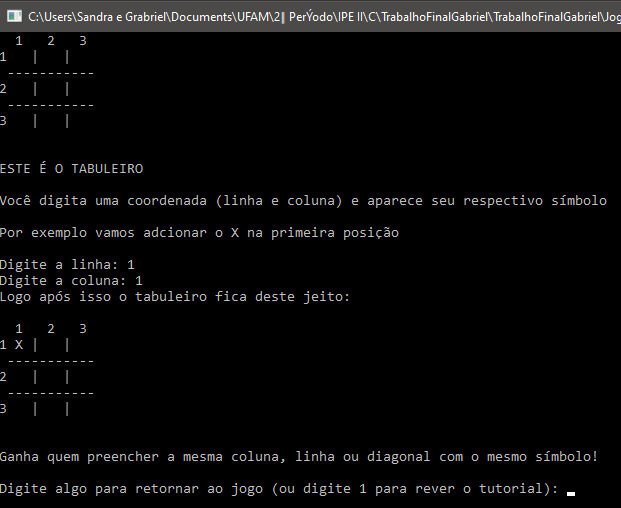 C:\Users\Sandra e Grabriel\Documents\UFAM\2‖ PerÝodo\IPE II\C\TrabalhoFinalGabriel\TrabalhoFinalGabriel\Jog
  1   2   3
1   |   |
 -----------
2   |   |
 -----------
3   |   |
ESTE É O TABULEIRO
Você digita uma coordenada (linha e coluna) e aparece seu respectivo símbolo
Por exemplo vamos adcionar o X na primeira posição
Digite a linha: 1
Digite a coluna: 1
Logo após isso o tabuleiro fica deste jeito:
  1   2   3
1 X |   |
 -----------
2   |   |
 -----------
3   |   |
Ganha quem preencher a mesma coluna, linha ou diagonal com o mesmo símbolo!
Digite algo para retornar ao jogo (ou digite 1 para rever o tutorial):